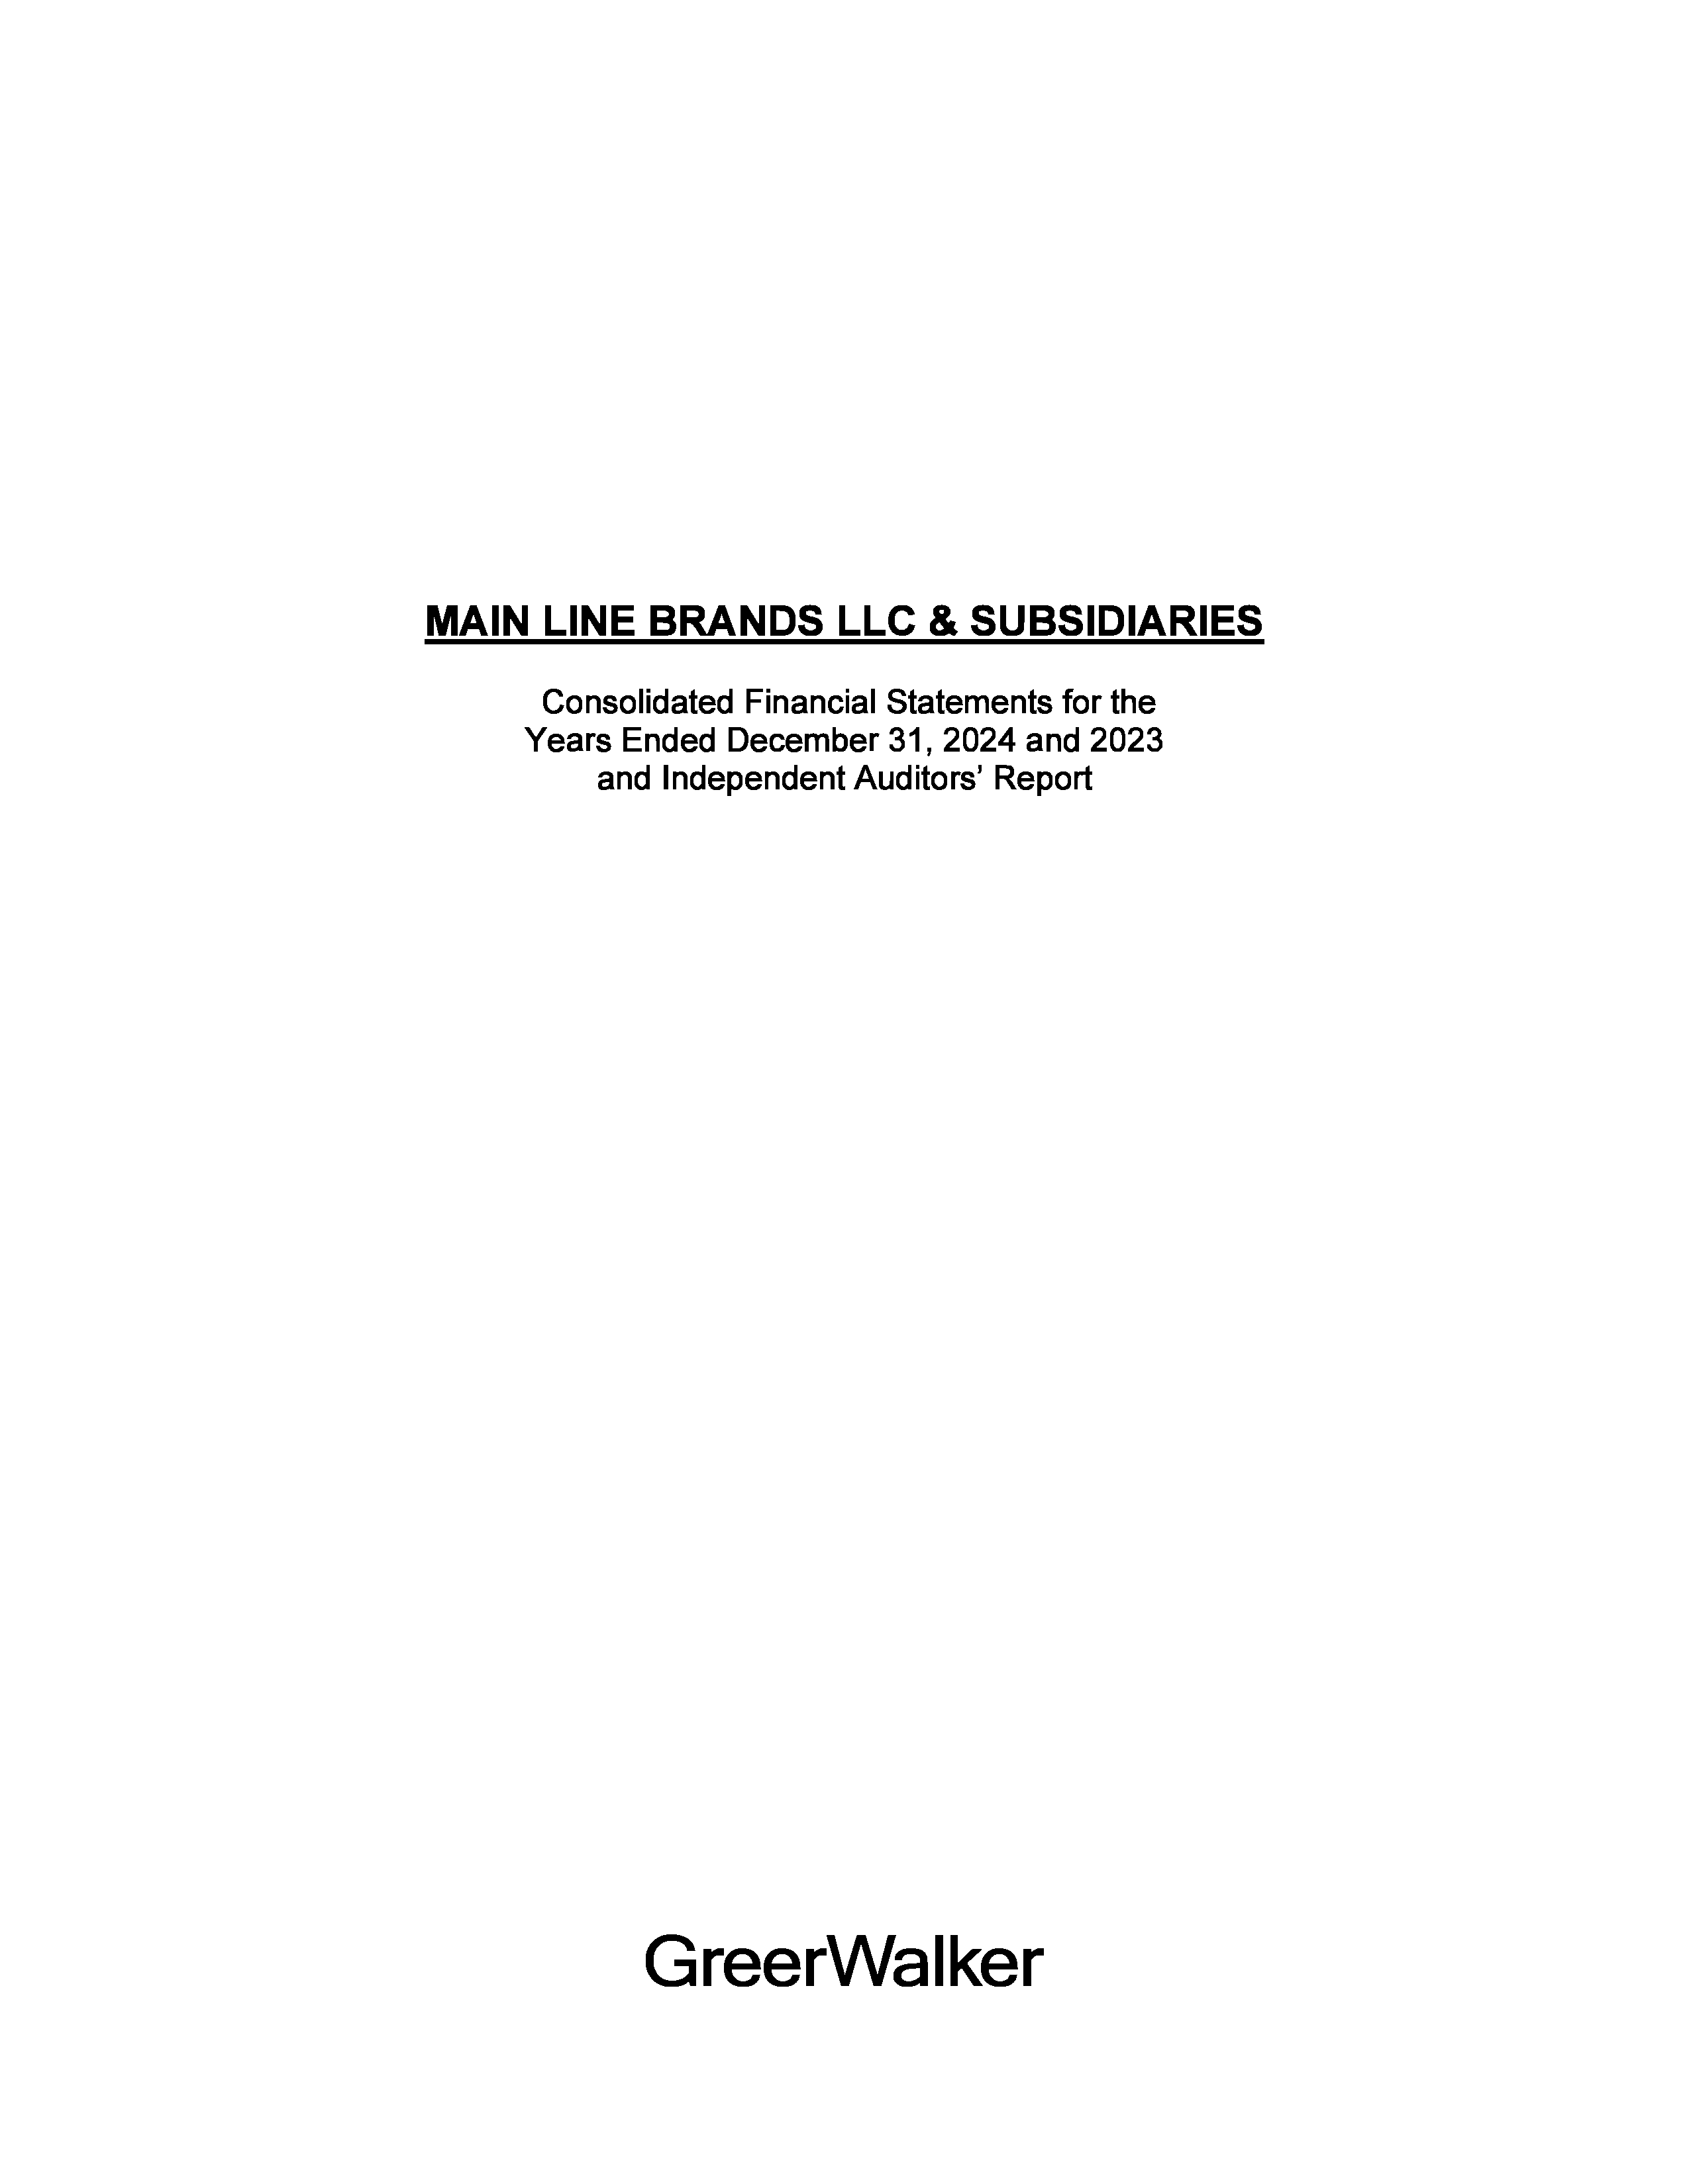 MAIN LINE BRANDS LLC & SUBSIDIARIES
Consolidated Financial Statements for the
Years Ended December 31, 2024 and 2023
and Independent Auditors’ Report
GreerWalker